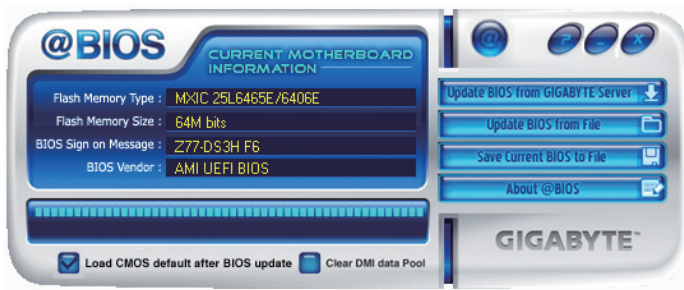 @BIOS
CURRENT MOTHERBOARD
INFORMATION
Flash Memory Type : MXIC 25L6465E/6406E
Flash Memory Size : 64M bits
BIOS Sign on Message : Z77-DS3H F6
BIOS Vendor : AMI UEFI BIOS
Load CMOS default after BIOS update Clear DMI data Pool
@ ? _ X
Update BIOS from GIGABYTE Server
Update BIOS from File
Save Current BIOS to File
About @BIOS
GIGABYTE™